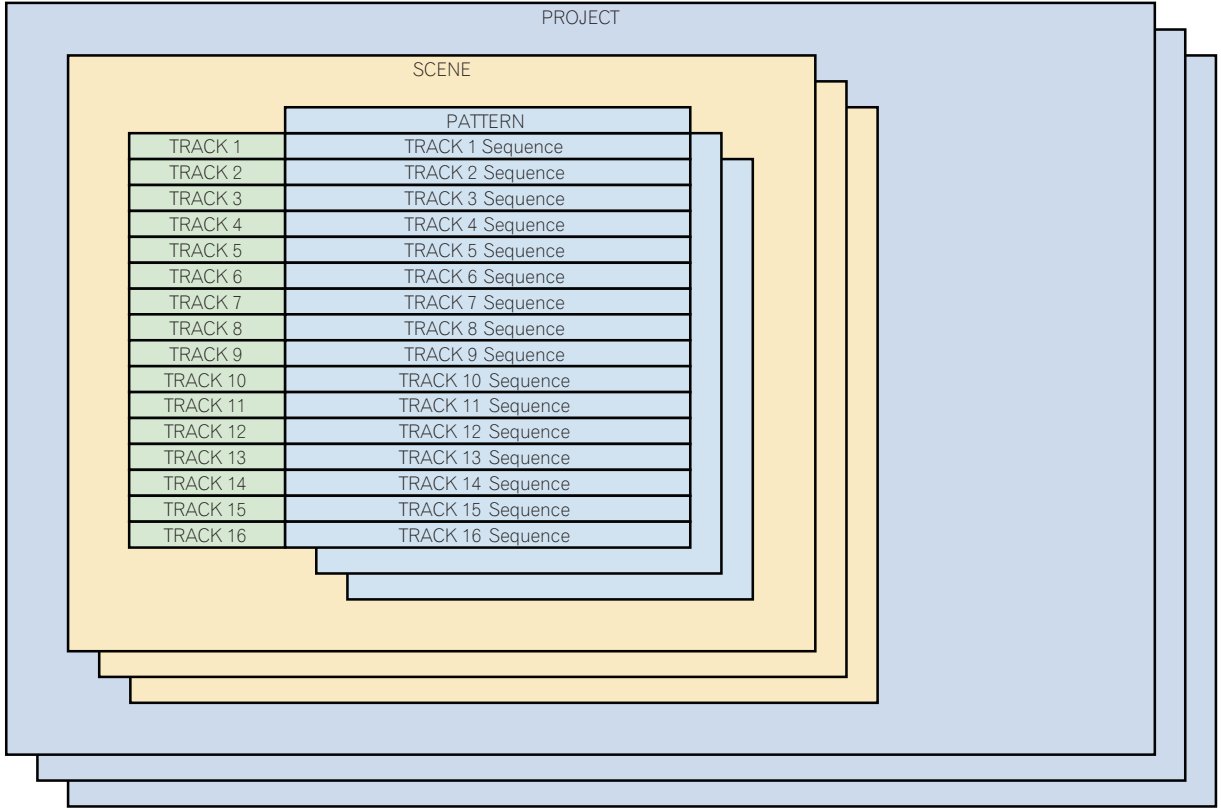 PROJECT
SCENE
PATTERN
TRACK 1 TRACK 1 Sequence
TRACK 2 TRACK 2 Sequence
TRACK 3 TRACK 3 Sequence
TRACK 4 TRACK 4 Sequence
TRACK 5 TRACK 5 Sequence
TRACK 6 TRACK 6 Sequence
TRACK 7 TRACK 7 Sequence
TRACK 8 TRACK 8 Sequence
TRACK 9 TRACK 9 Sequence
TRACK 10 TRACK 10 Sequence
TRACK 11 TRACK 11 Sequence
TRACK 12 TRACK 12 Sequence
TRACK 13 TRACK 13 Sequence
TRACK 14 TRACK 14 Sequence
TRACK 15 TRACK 15 Sequence
TRACK 16 TRACK 16 Sequence